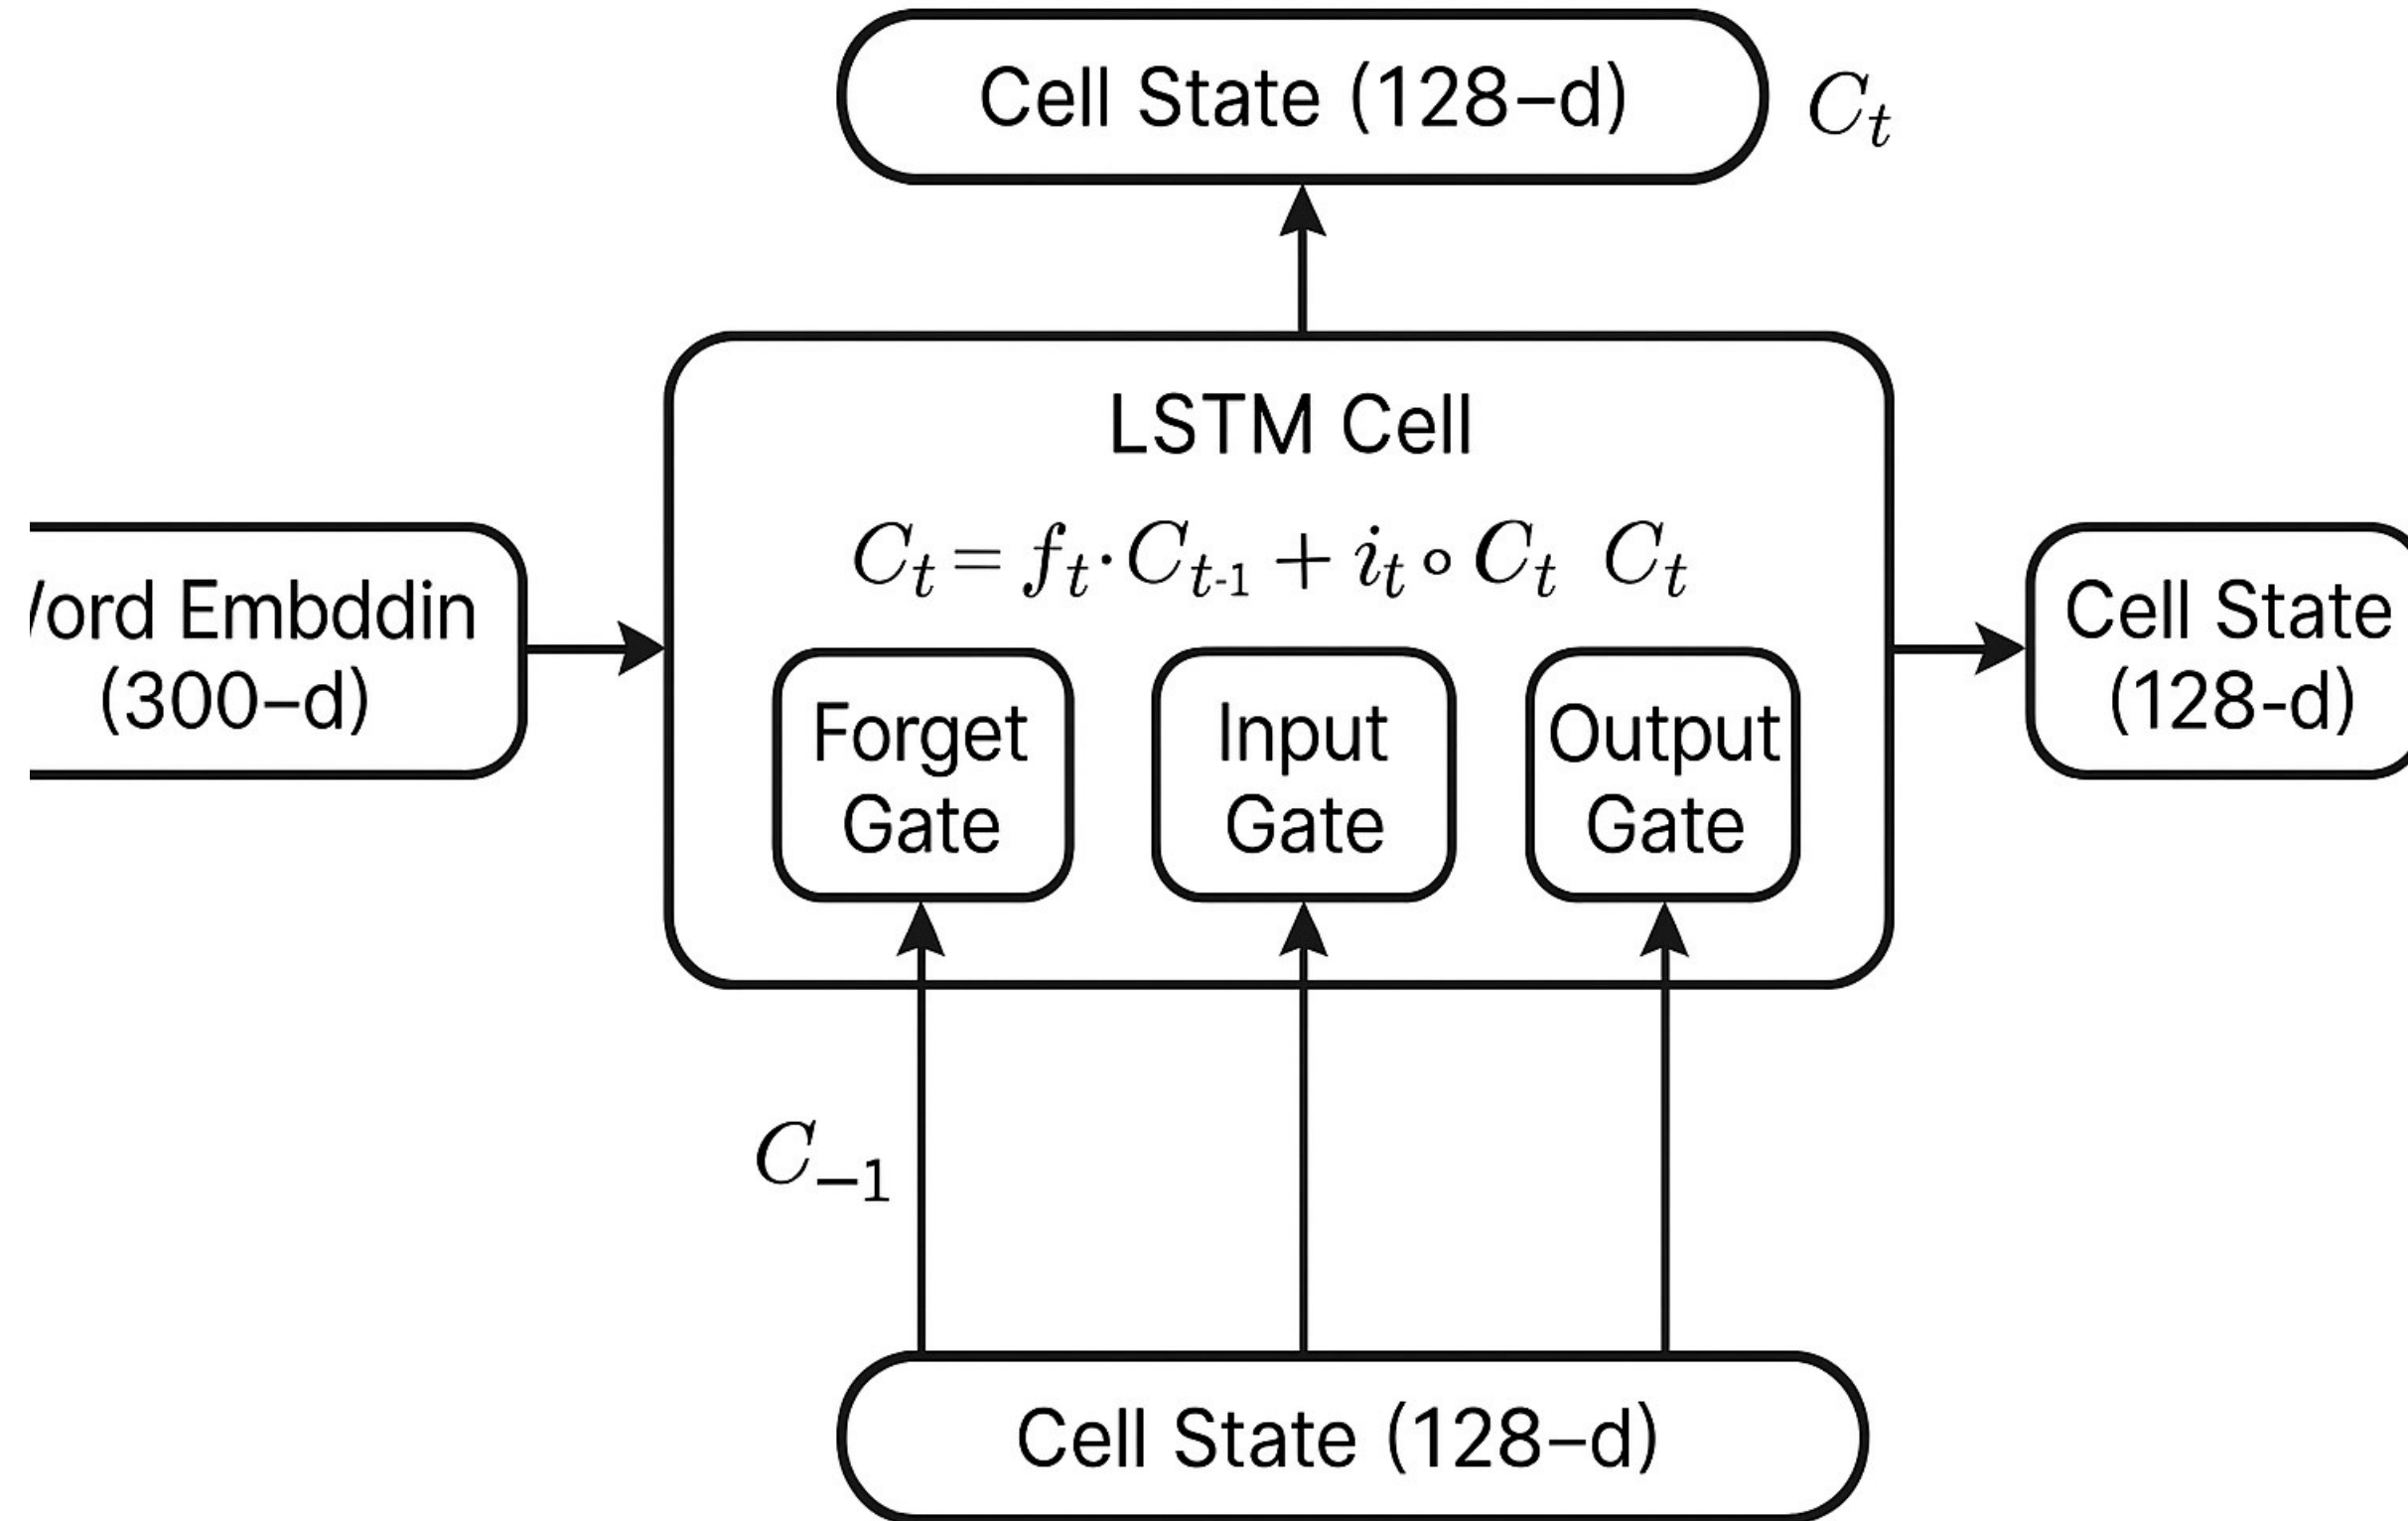 Cell State (128–d) Cₜ
LSTM Cell
Cₜ = fₜ · Cₜ₋₁ + iₜ ∘ Cₜ Cₜ
/ord Embddin
(300–d)
Forget
Gate
Input
Gate
Output
Gate
Cell State
(128-d)
C₋₁
Cell State (128–d)